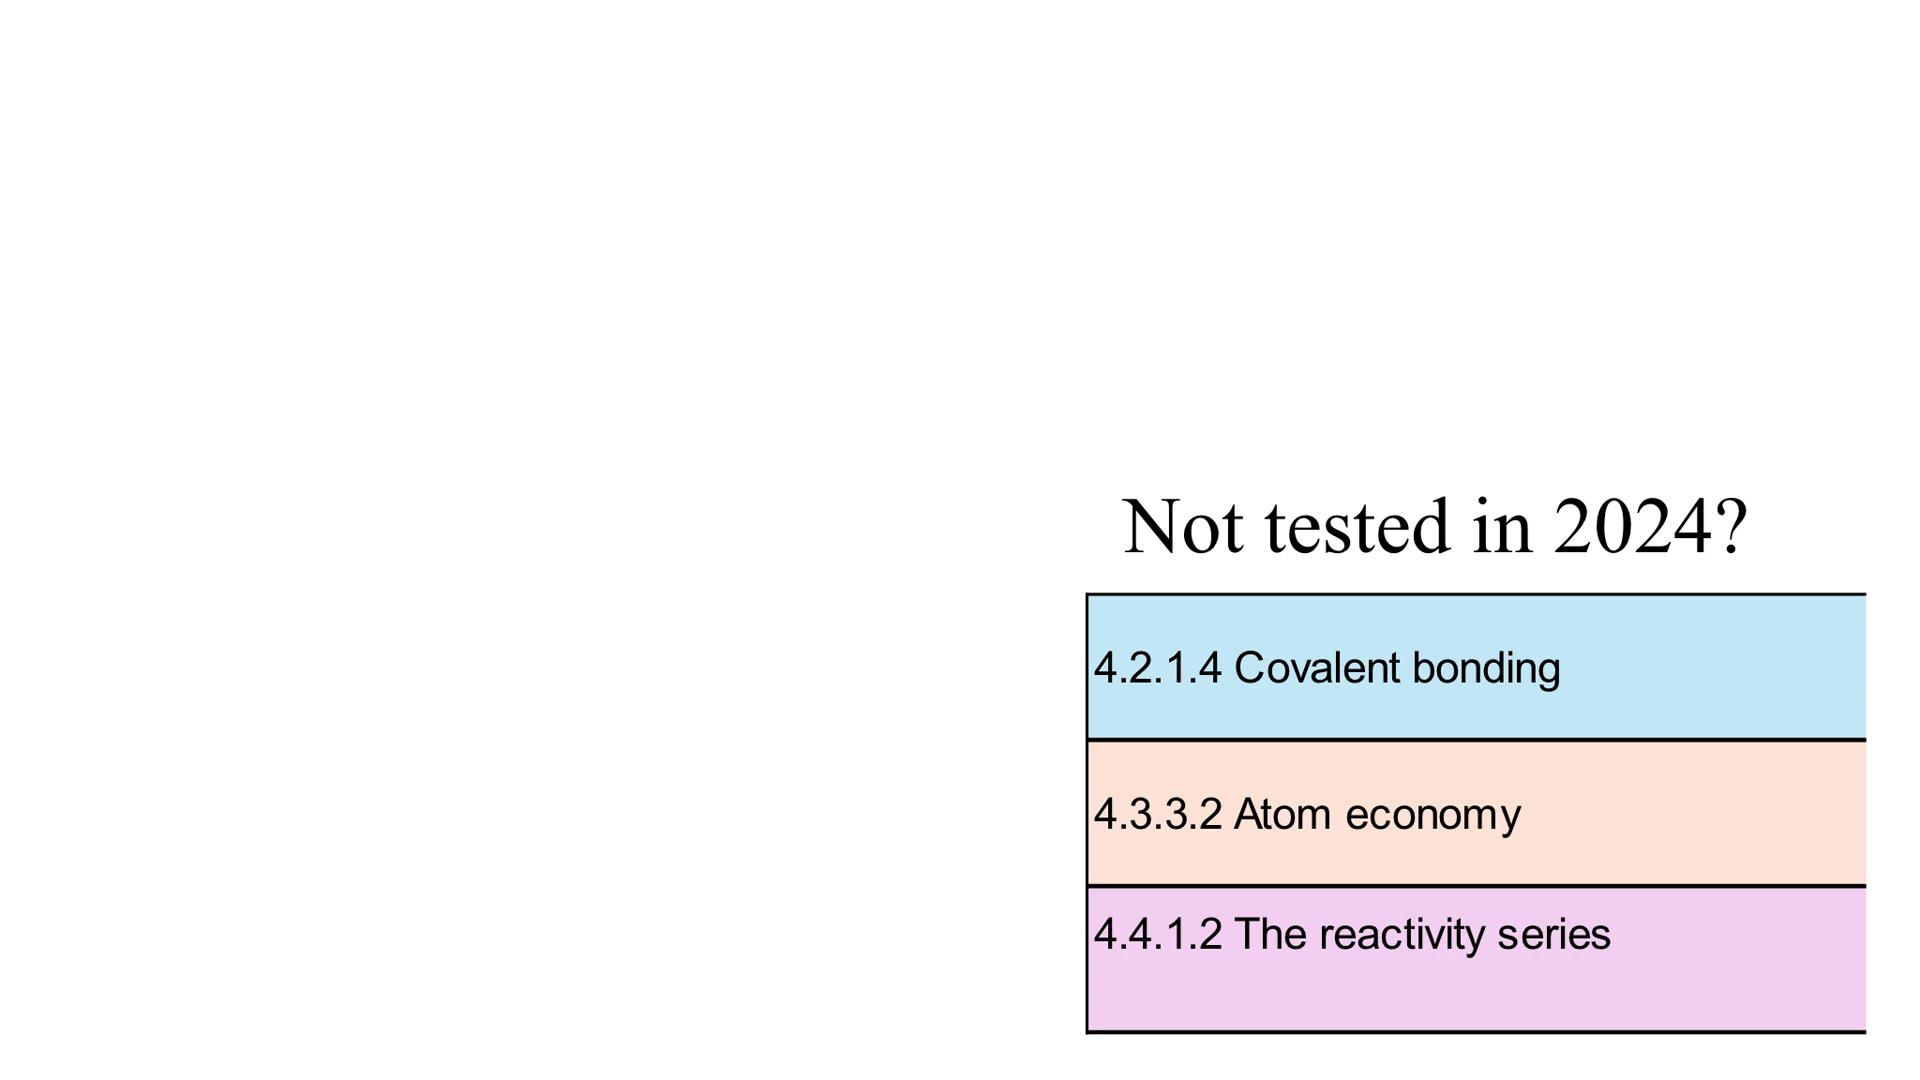 Not tested in 2024?
4.2.1.4 Covalent bonding
4.3.3.2 Atom economy
4.4.1.2 The reactivity series